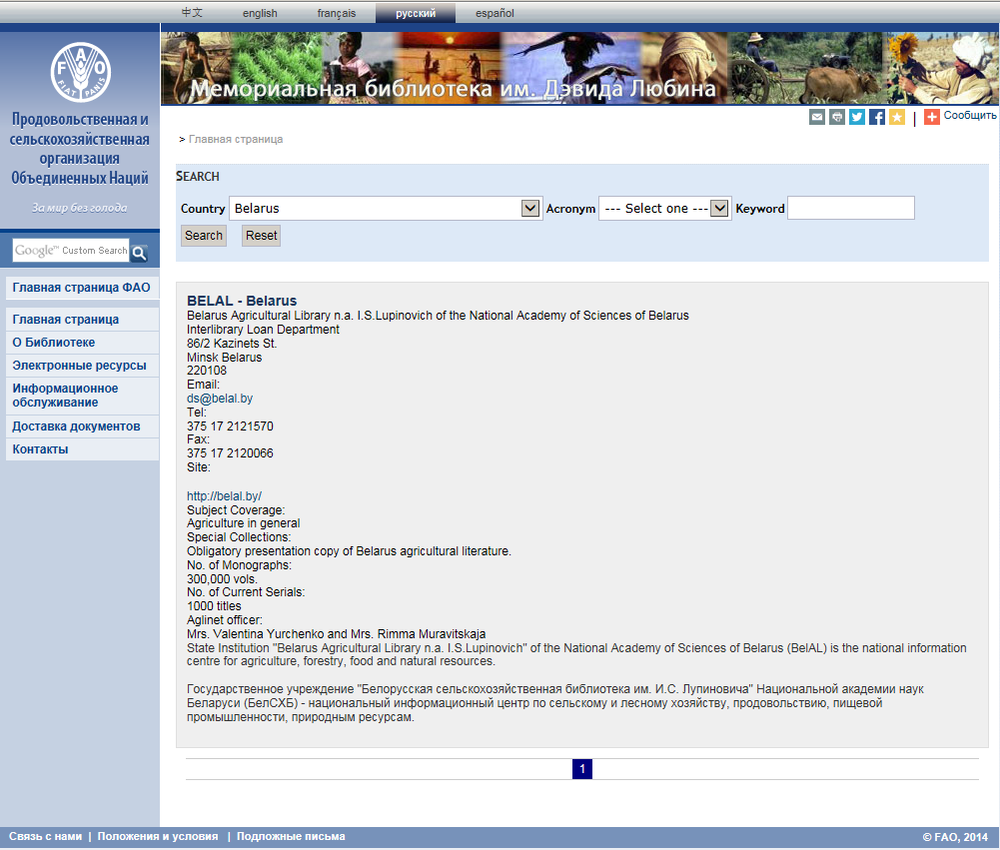 中文
english
français
русский
español
FAO
FIAT PANIS
Продовольственная и
сельскохозяйственная
организация
Объединенных Наций
За мир без голода
Мемориальная библиотека им. Дэвида Любина
Сообщить
> Главная страница
Google™ Custom Search
Главная страница ФАО
Главная страница
О Библиотеке
Электронные ресурсы
Информационное
обслуживание
Доставка документов
Контакты
SEARCH
Country Belarus Acronym --- Select one --- Keyword
Search Reset
BELAL - Belarus
Belarus Agricultural Library n.a. I.S.Lupinovich of the National Academy of Sciences of Belarus
Interlibrary Loan Department
86/2 Kazinets St.
Minsk Belarus
220108
Email:
ds@belal.by
Tel:
375 17 2121570
Fax:
375 17 2120066
Site:
http://belal.by/
Subject Coverage:
Agriculture in general
Special Collections:
Obligatory presentation copy of Belarus agricultural literature.
No. of Monographs:
300,000 vols.
No. of Current Serials:
1000 titles
Aglinet officer:
Mrs. Valentina Yurchenko and Mrs. Rimma Muravitskaja
State Institution "Belarus Agricultural Library n.a. I.S.Lupinovich" of the National Academy of Sciences of Belarus (BelAL) is the national information
centre for agriculture, forestry, food and natural resources.
Государственное учреждение "Белорусская сельскохозяйственная библиотека им. И.С. Лупиновича" Национальной академии наук
Беларуси (БелСХБ) - национальный информационный центр по сельскому и лесному хозяйству, продовольствию, пищевой
промышленности, природным ресурсам.
1
Связь с нами | Положения и условия | Подложные письма
© FAO, 2014